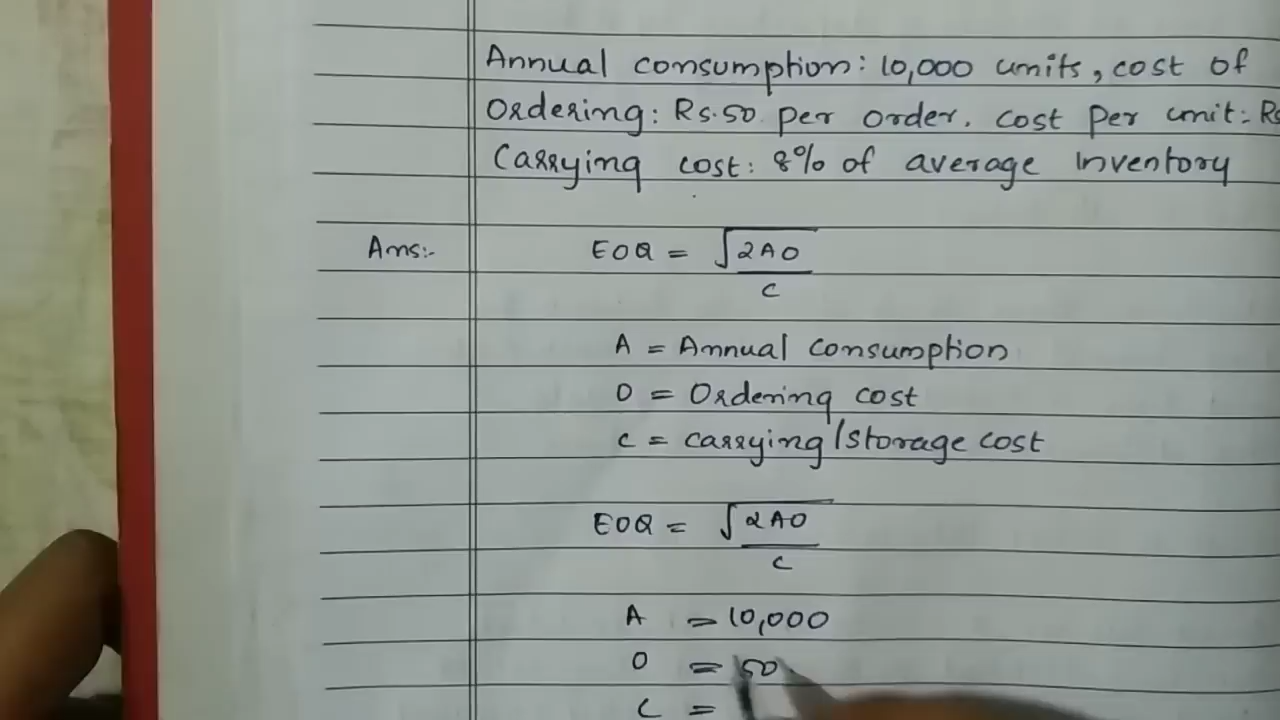 Annual consumption: 10,000 units, cost of
Ordering: Rs.50 per order. cost per unit: Rs
Carrying cost: 8% of average inventory
Ans:-
EOQ = √2AO
C
A = Annual consumption
O = Ordering cost
C = carrying/storage cost
EOQ = √2AO
C
A = 10,000
O = 50
C =